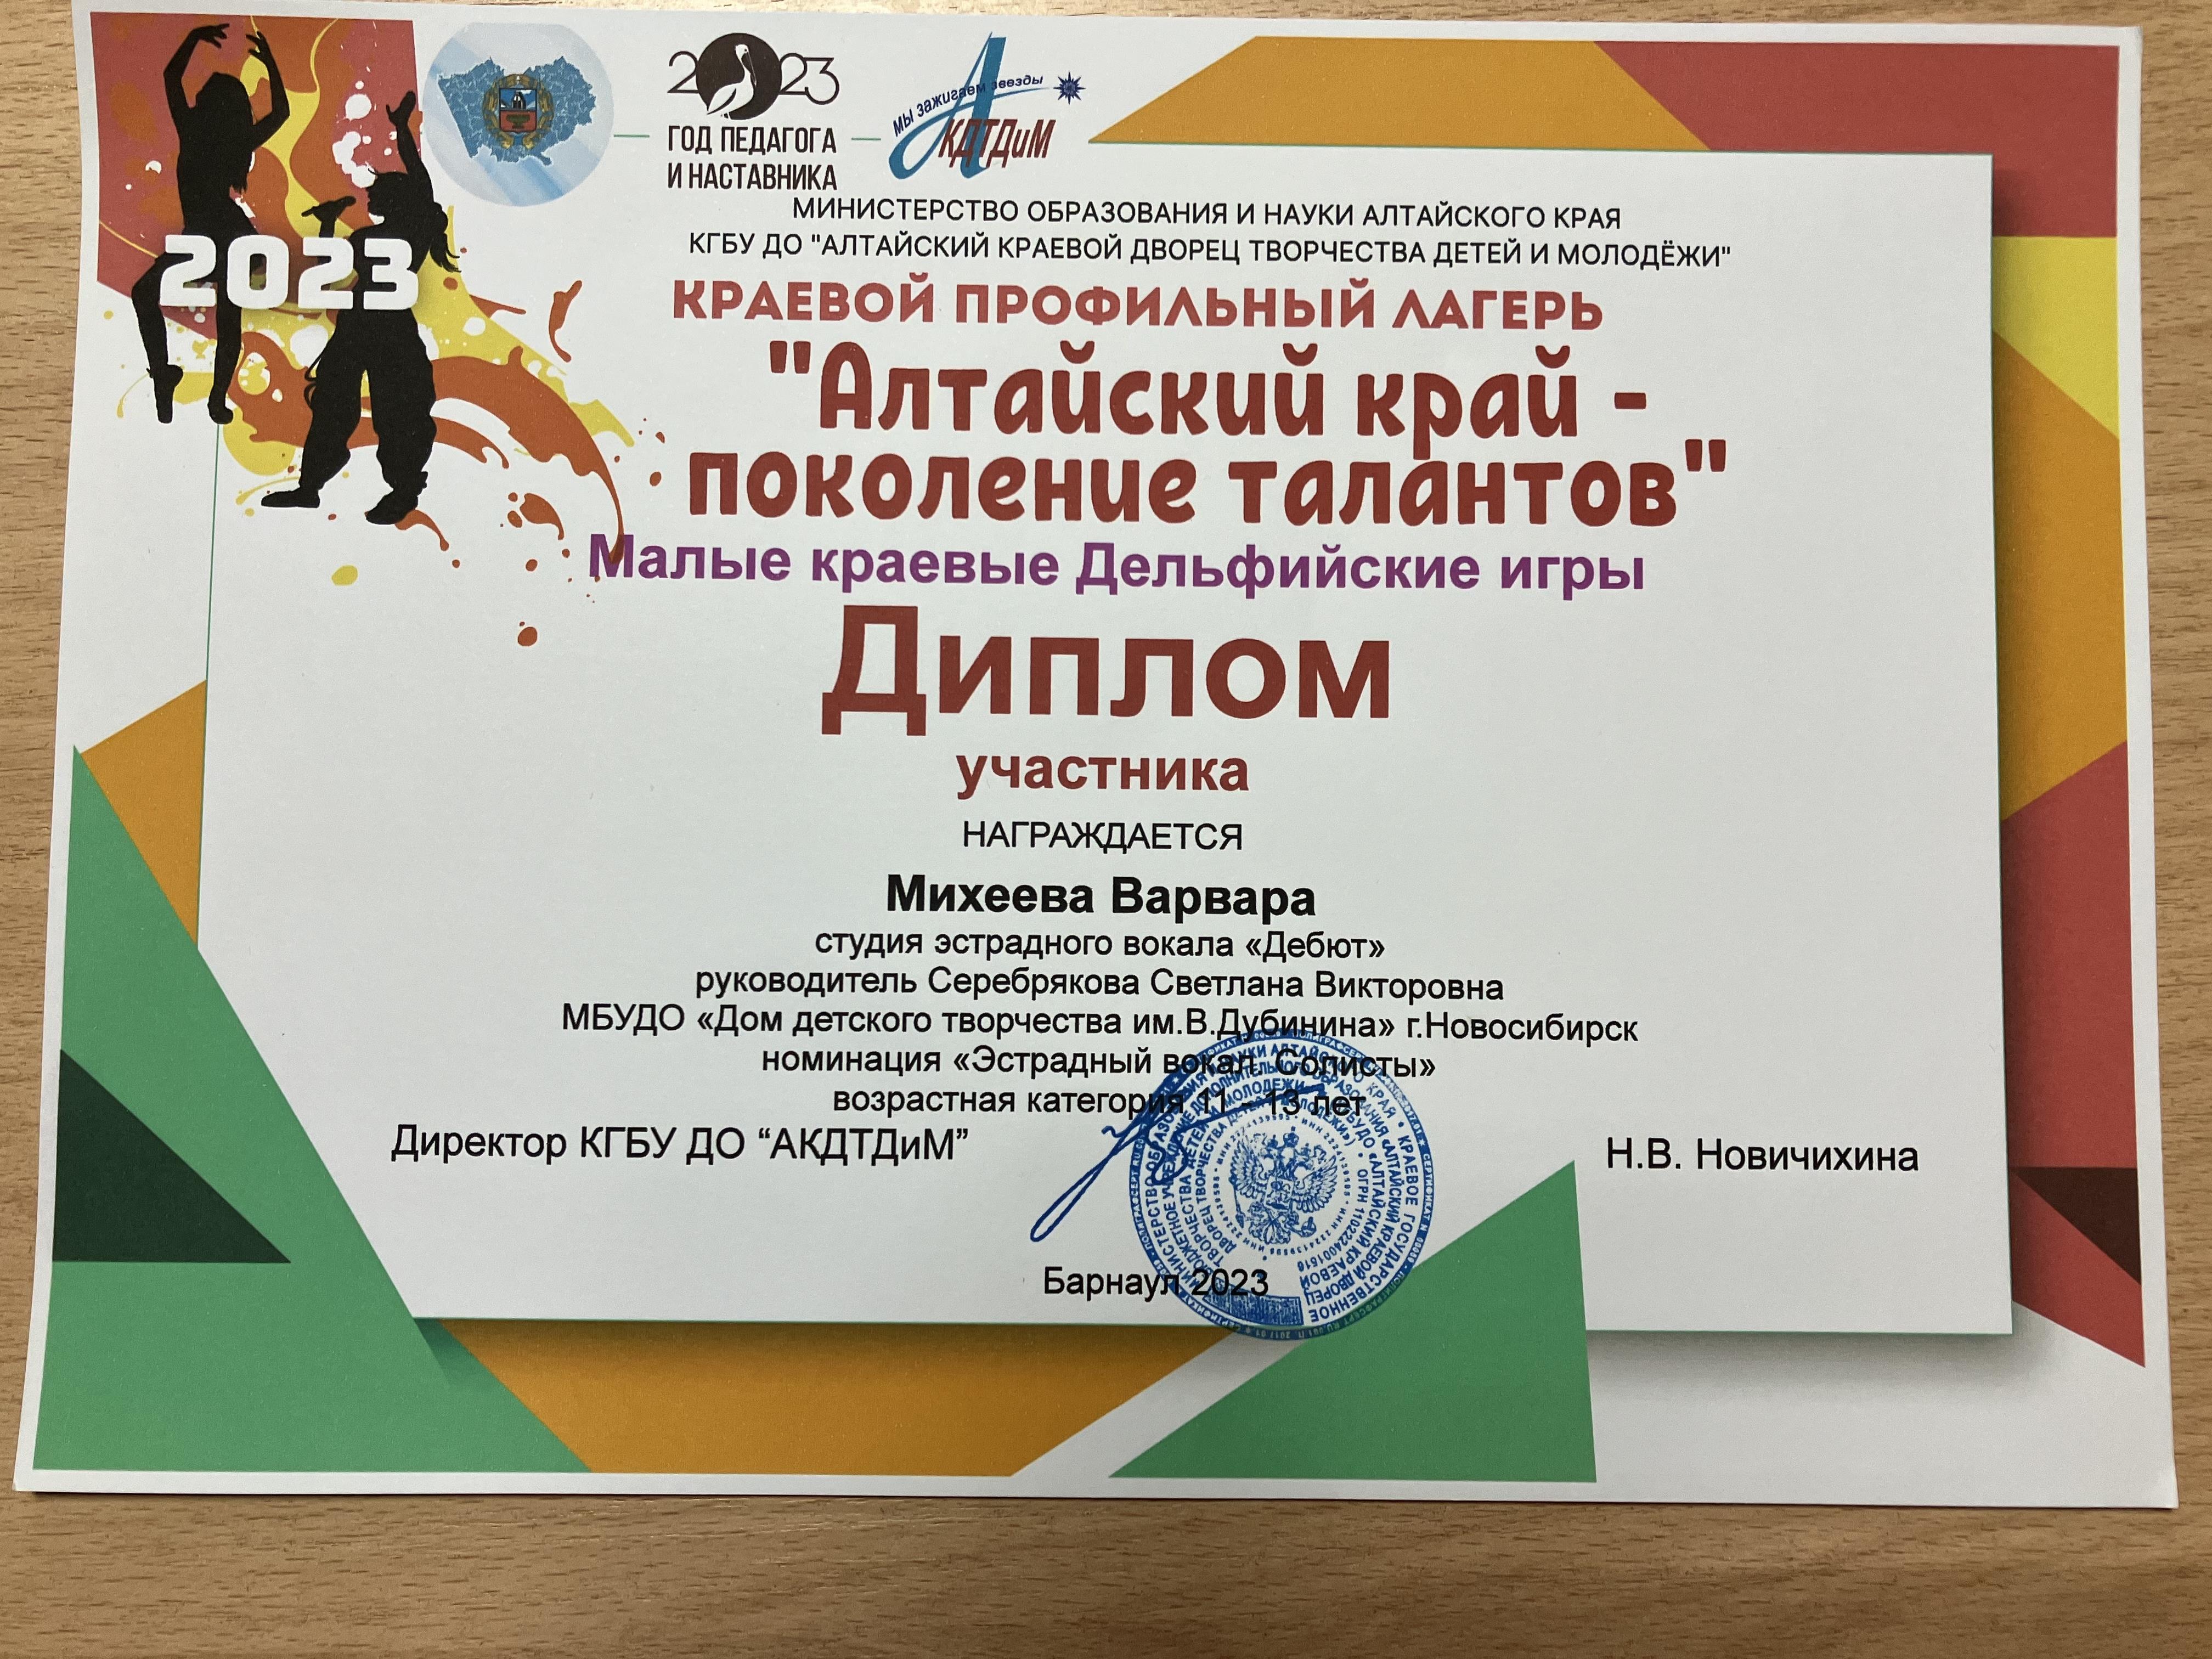 2023
ГОД ПЕДАГОГА
И НАСТАВНИКА
мы зажигаем звезды
АКДТДиМ
2023
МИНИСТЕРСТВО ОБРАЗОВАНИЯ И НАУКИ АЛТАЙСКОГО КРАЯ
КГБУ ДО "АЛТАЙСКИЙ КРАЕВОЙ ДВОРЕЦ ТВОРЧЕСТВА ДЕТЕЙ И МОЛОДЁЖИ"
КРАЕВОЙ ПРОФИЛЬНЫЙ ЛАГЕРЬ
"Алтайский край -
поколение талантов"
Малые краевые Дельфийские игры
Диплом
участника
НАГРАЖДАЕТСЯ
Михеева Варвара
студия эстрадного вокала «Дебют»
руководитель Серебрякова Светлана Викторовна
МБУДО «Дом детского творчества им.В.Дубинина» г.Новосибирск
номинация «Эстрадный вокал. Солисты»
возрастная категория 11 - 13 лет
Директор КГБУ ДО “АКДТДиМ”
Н.В. Новичихина
Барнаул 2023